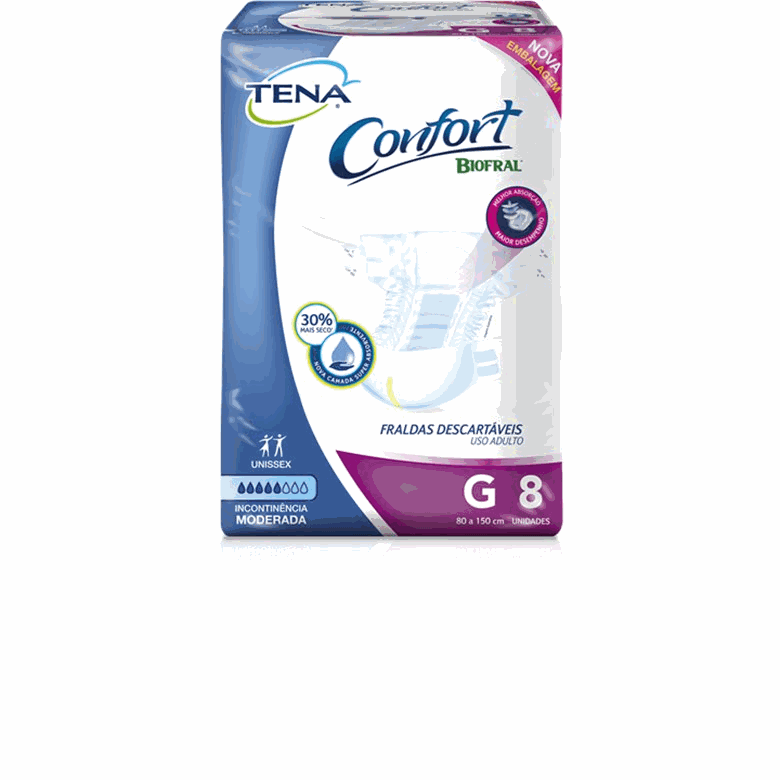 G 8
NOVA
EMBALAGEM
TENA
Confort
BIOFRAL
MELHOR ABSORÇÃO
MAIOR DESEMPENHO
30%
MAIS SECO
NOVA CAMADA SUPER ABSORVENTE
FRALDAS DESCARTÁVEIS
USO ADULTO
UNISSEX
INCONTINÊNCIA
MODERADA
G 8
80 a 150 cm UNIDADES